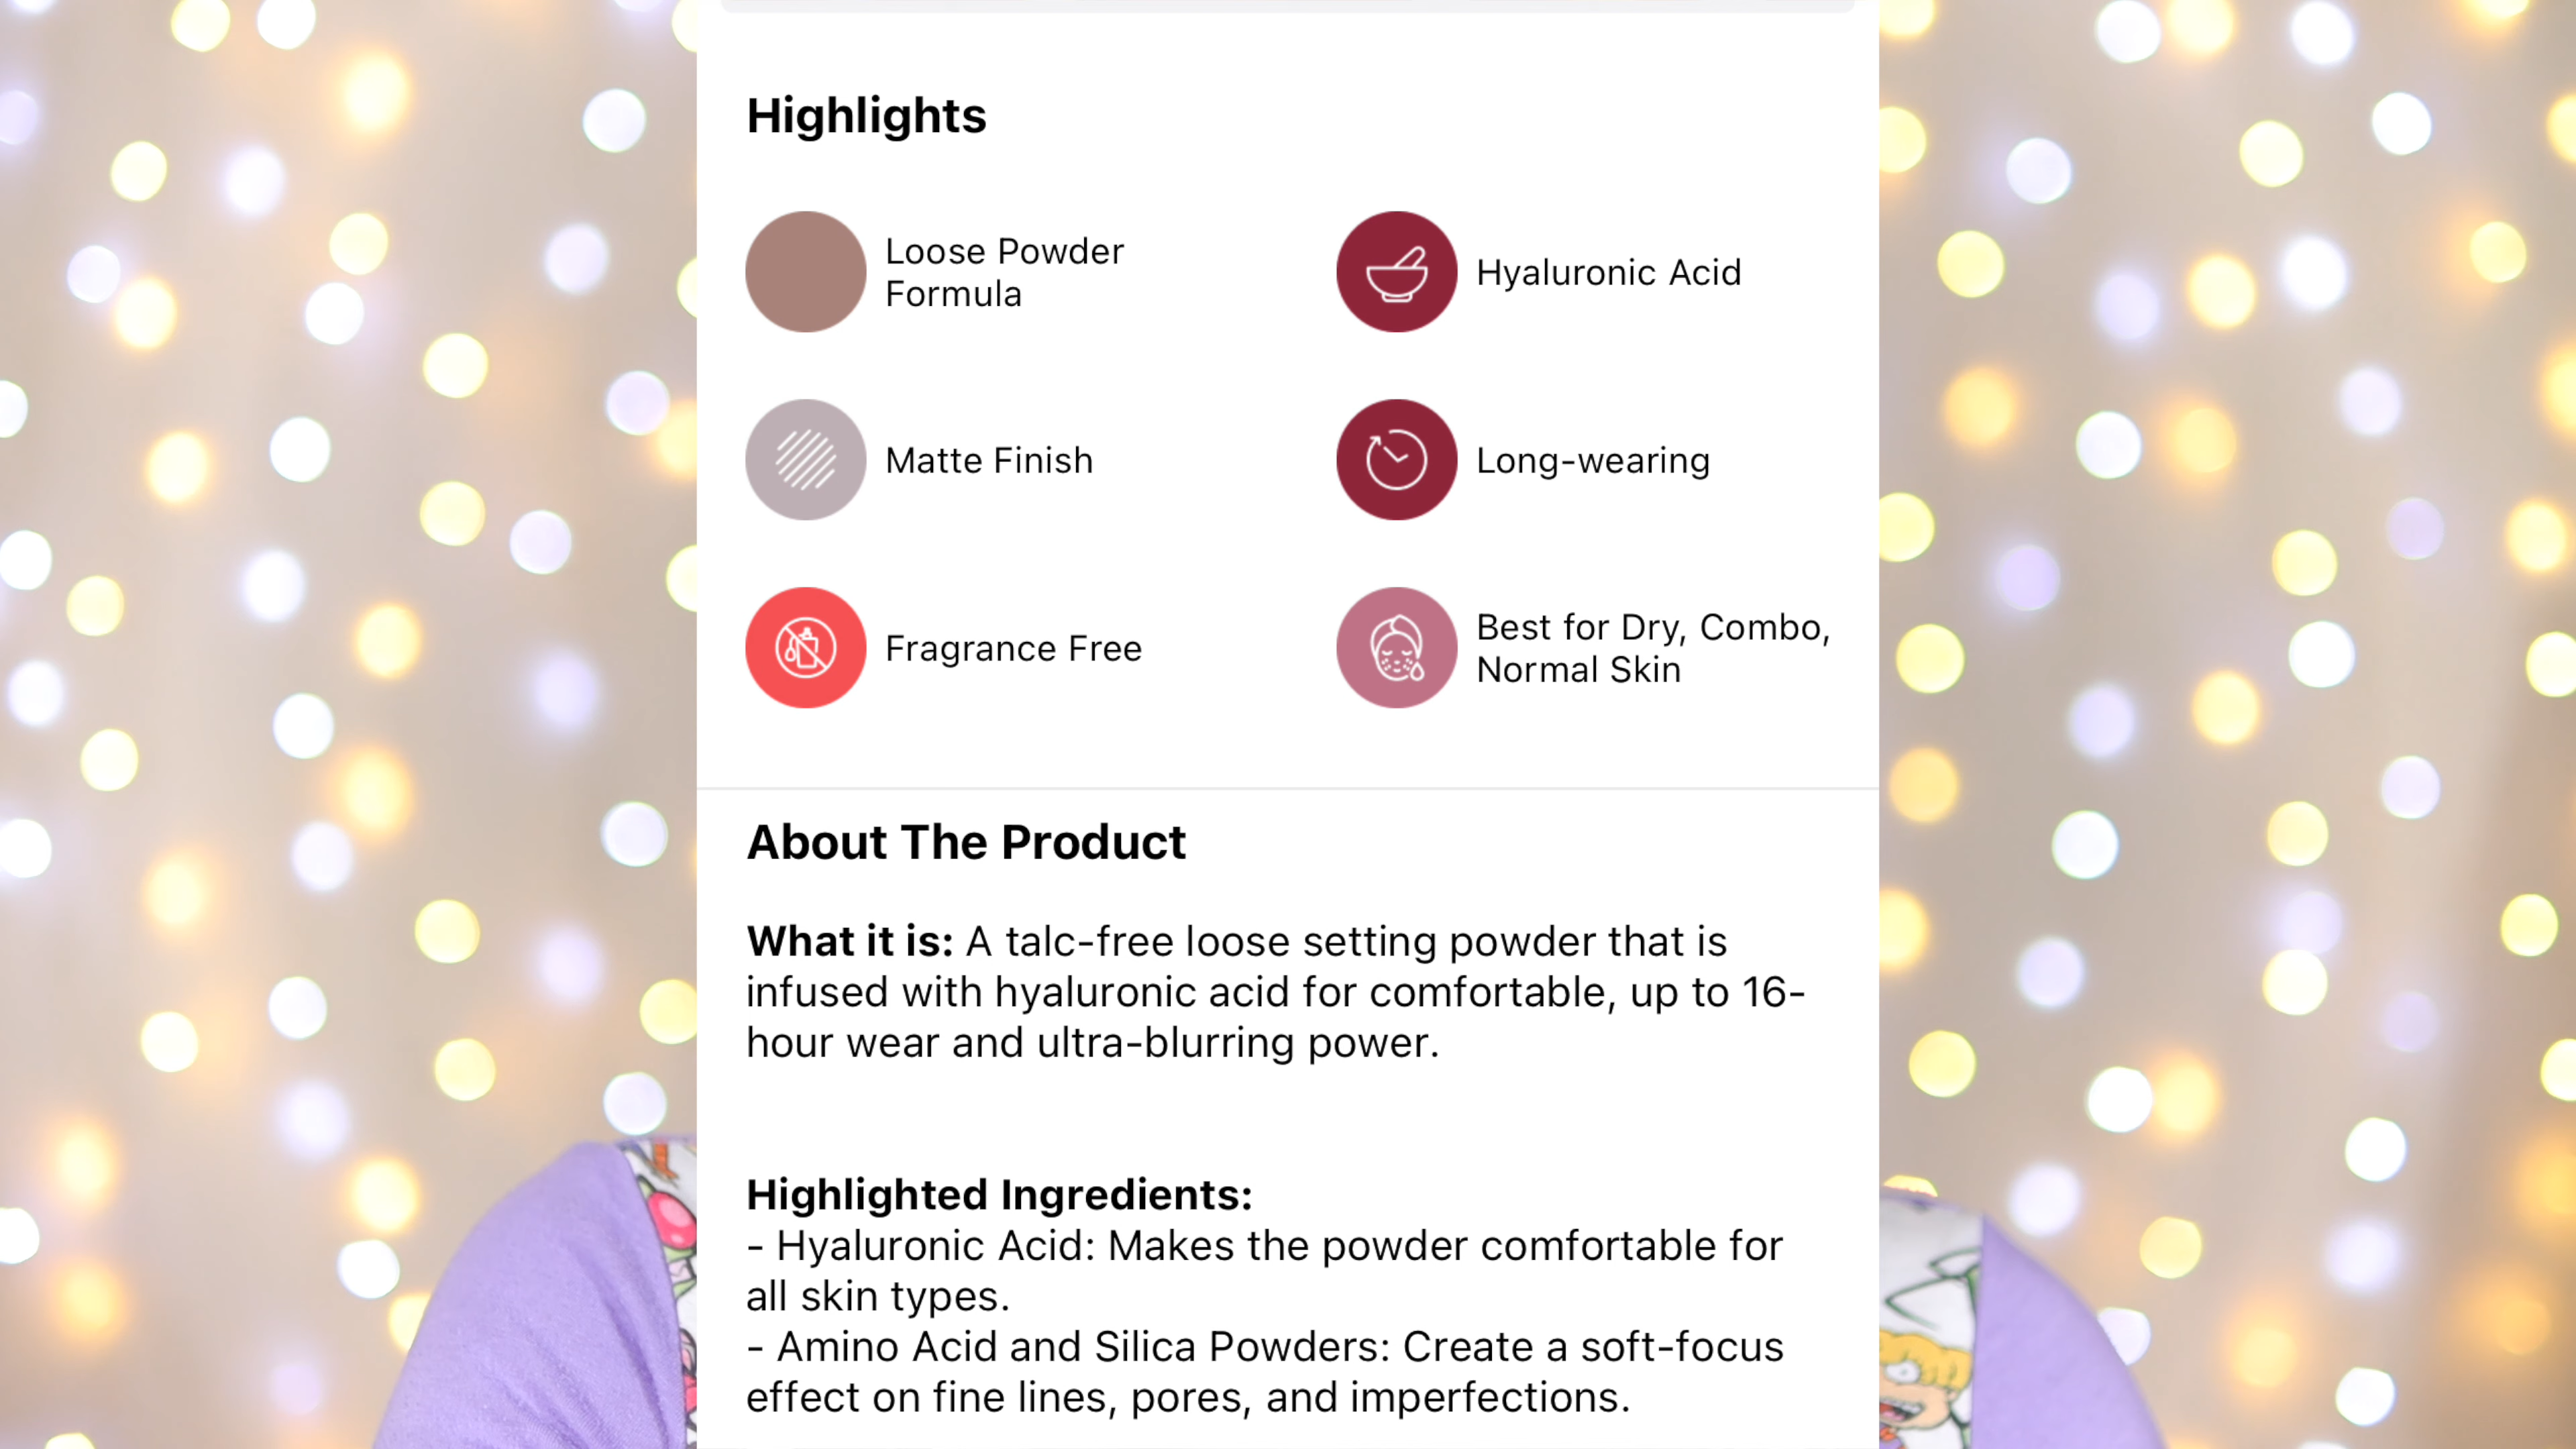 Highlights
Loose Powder
Formula
Hyaluronic Acid
Matte Finish
Long-wearing
Fragrance Free
Best for Dry, Combo,
Normal Skin
About The Product
What it is: A talc-free loose setting powder that is
infused with hyaluronic acid for comfortable, up to 16-
hour wear and ultra-blurring power.
Highlighted Ingredients:
- Hyaluronic Acid: Makes the powder comfortable for
all skin types.
- Amino Acid and Silica Powders: Create a soft-focus
effect on fine lines, pores, and imperfections.